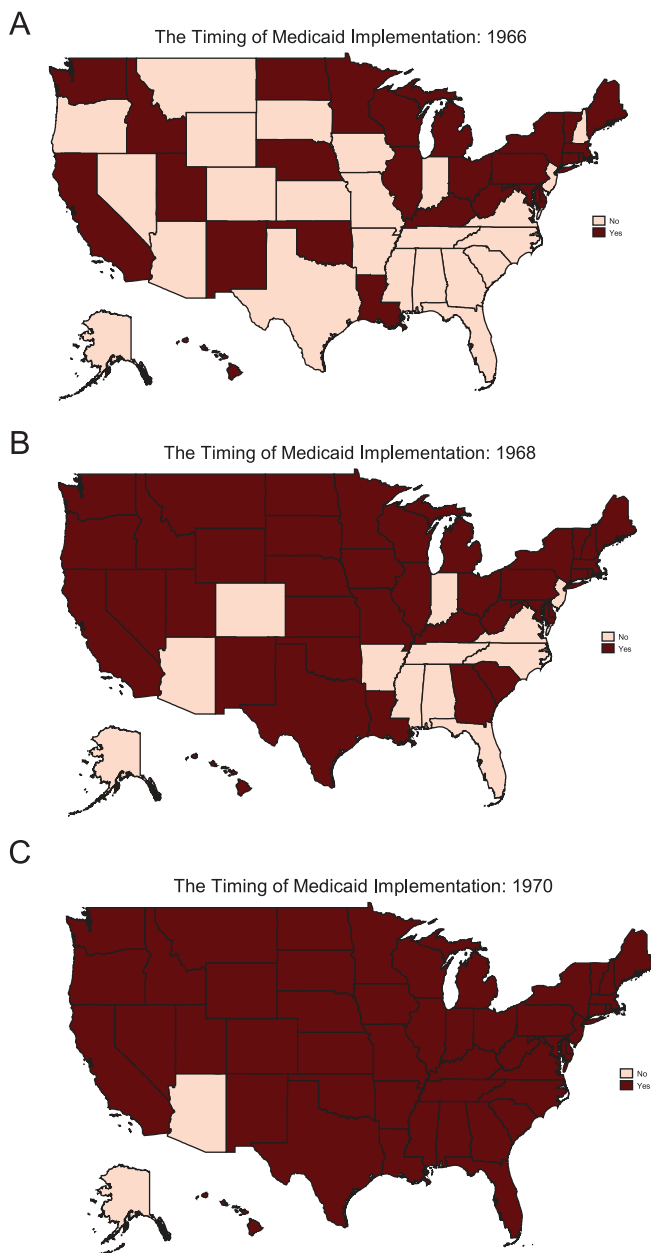 A
The Timing of Medicaid Implementation: 1966
No
Yes
B
The Timing of Medicaid Implementation: 1968
No
Yes
C
The Timing of Medicaid Implementation: 1970
No
Yes